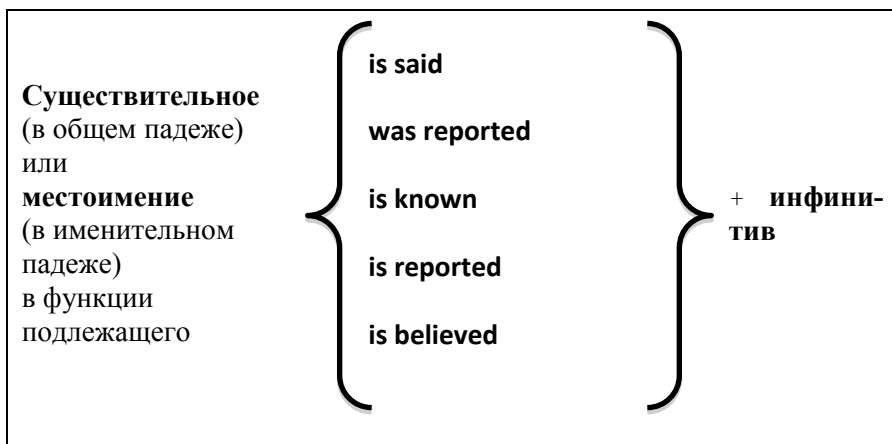 Существительное
(в общем падеже)
или
местоимение
(в именительном
падеже)
в функции
подлежащего
is said
was reported
is known
is reported
is believed
+ инфини-
тив